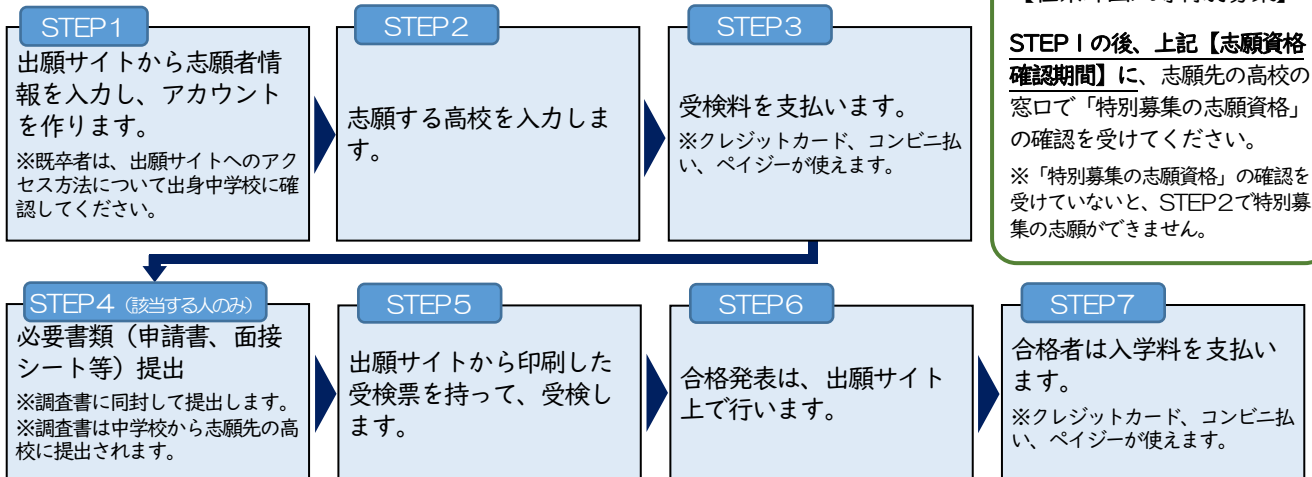 STEP1
出願サイトから志願者情
報を入力し、アカウント
を作ります。
※既卒者は、出願サイトへのアク
セス方法について出身中学校に確
認してください。
STEP2
志願する高校を入力しま
す。
STEP3
受検料を支払います。
※クレジットカード、コンビニ払
い、ペイジーが使えます。
STEP1の後、上記【志願資格
確認期間】に、志願先の高校の
窓口で「特別募集の志願資格」
の確認を受けてください。
※「特別募集の志願資格」の確認を
受けていないと、STEP2で特別募
集の志願ができません。
STEP4（該当する人のみ）
必要書類（申請書、面接
シート等）提出
※調査書に同封して提出します。
※調査書は中学校から志願先の高
校に提出されます。
STEP5
出願サイトから印刷した
受検票を持って、受検し
ます。
STEP6
合格発表は、出願サイト
上で行います。
STEP7
合格者は入学料を支払い
ます。
※クレジットカード、コンビニ払
い、ペイジーが使えます。